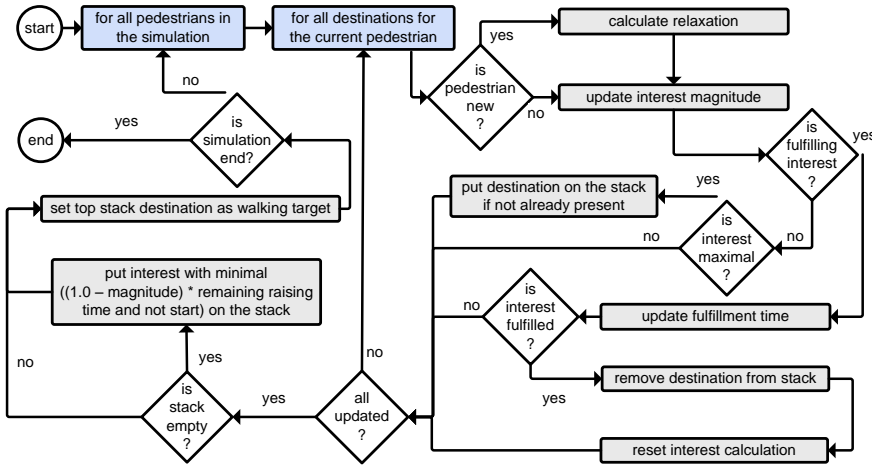 start
for all pedestrians in
the simulation
for all destinations for
the current pedestrian
yes
calculate relaxation
is
pedestrian
new
?
no
update interest magnitude
no
is
simulation
end?
yes
end
is
fulfilling
interest
?
yes
no
put destination on the stack
if not already present
yes
is
interest
maximal
?
no
set top stack destination as walking target
put interest with minimal
((1.0 – magnitude) * remaining raising
time and not start) on the stack
is
interest
fulfilled
?
no
update fulfillment time
yes
remove destination from stack
no
yes
no
is
stack
empty
?
yes
all
updated
?
reset interest calculation